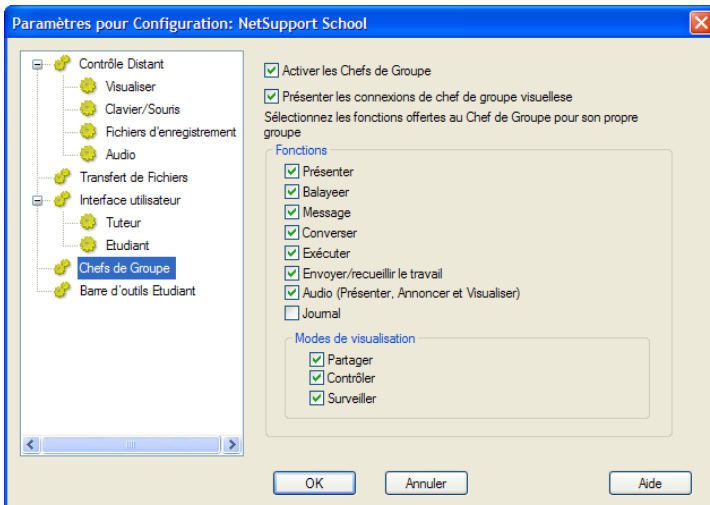 Paramètres pour Configuration: NetSupport School
Contrôle Distant
Visualiser
Clavier/Souris
Fichiers d'enregistrement
Audio
Transfert de Fichiers
Interface utilisateur
Tuteur
Etudiant
Chefs de Groupe
Barre d'outils Etudiant
Activer les Chefs de Groupe
Présenter les connexions de chef de groupe visuellese
Sélectionnez les fonctions offertes au Chef de Groupe pour son propre
groupe
Fonctions
Présenter
Balayeer
Message
Converser
Exécuter
Envoyer/recueillir le travail
Audio (Présenter, Annoncer et Visualiser)
Journal
Modes de visualisation
Partager
Contrôler
Surveiller
OK
Annuler
Aide